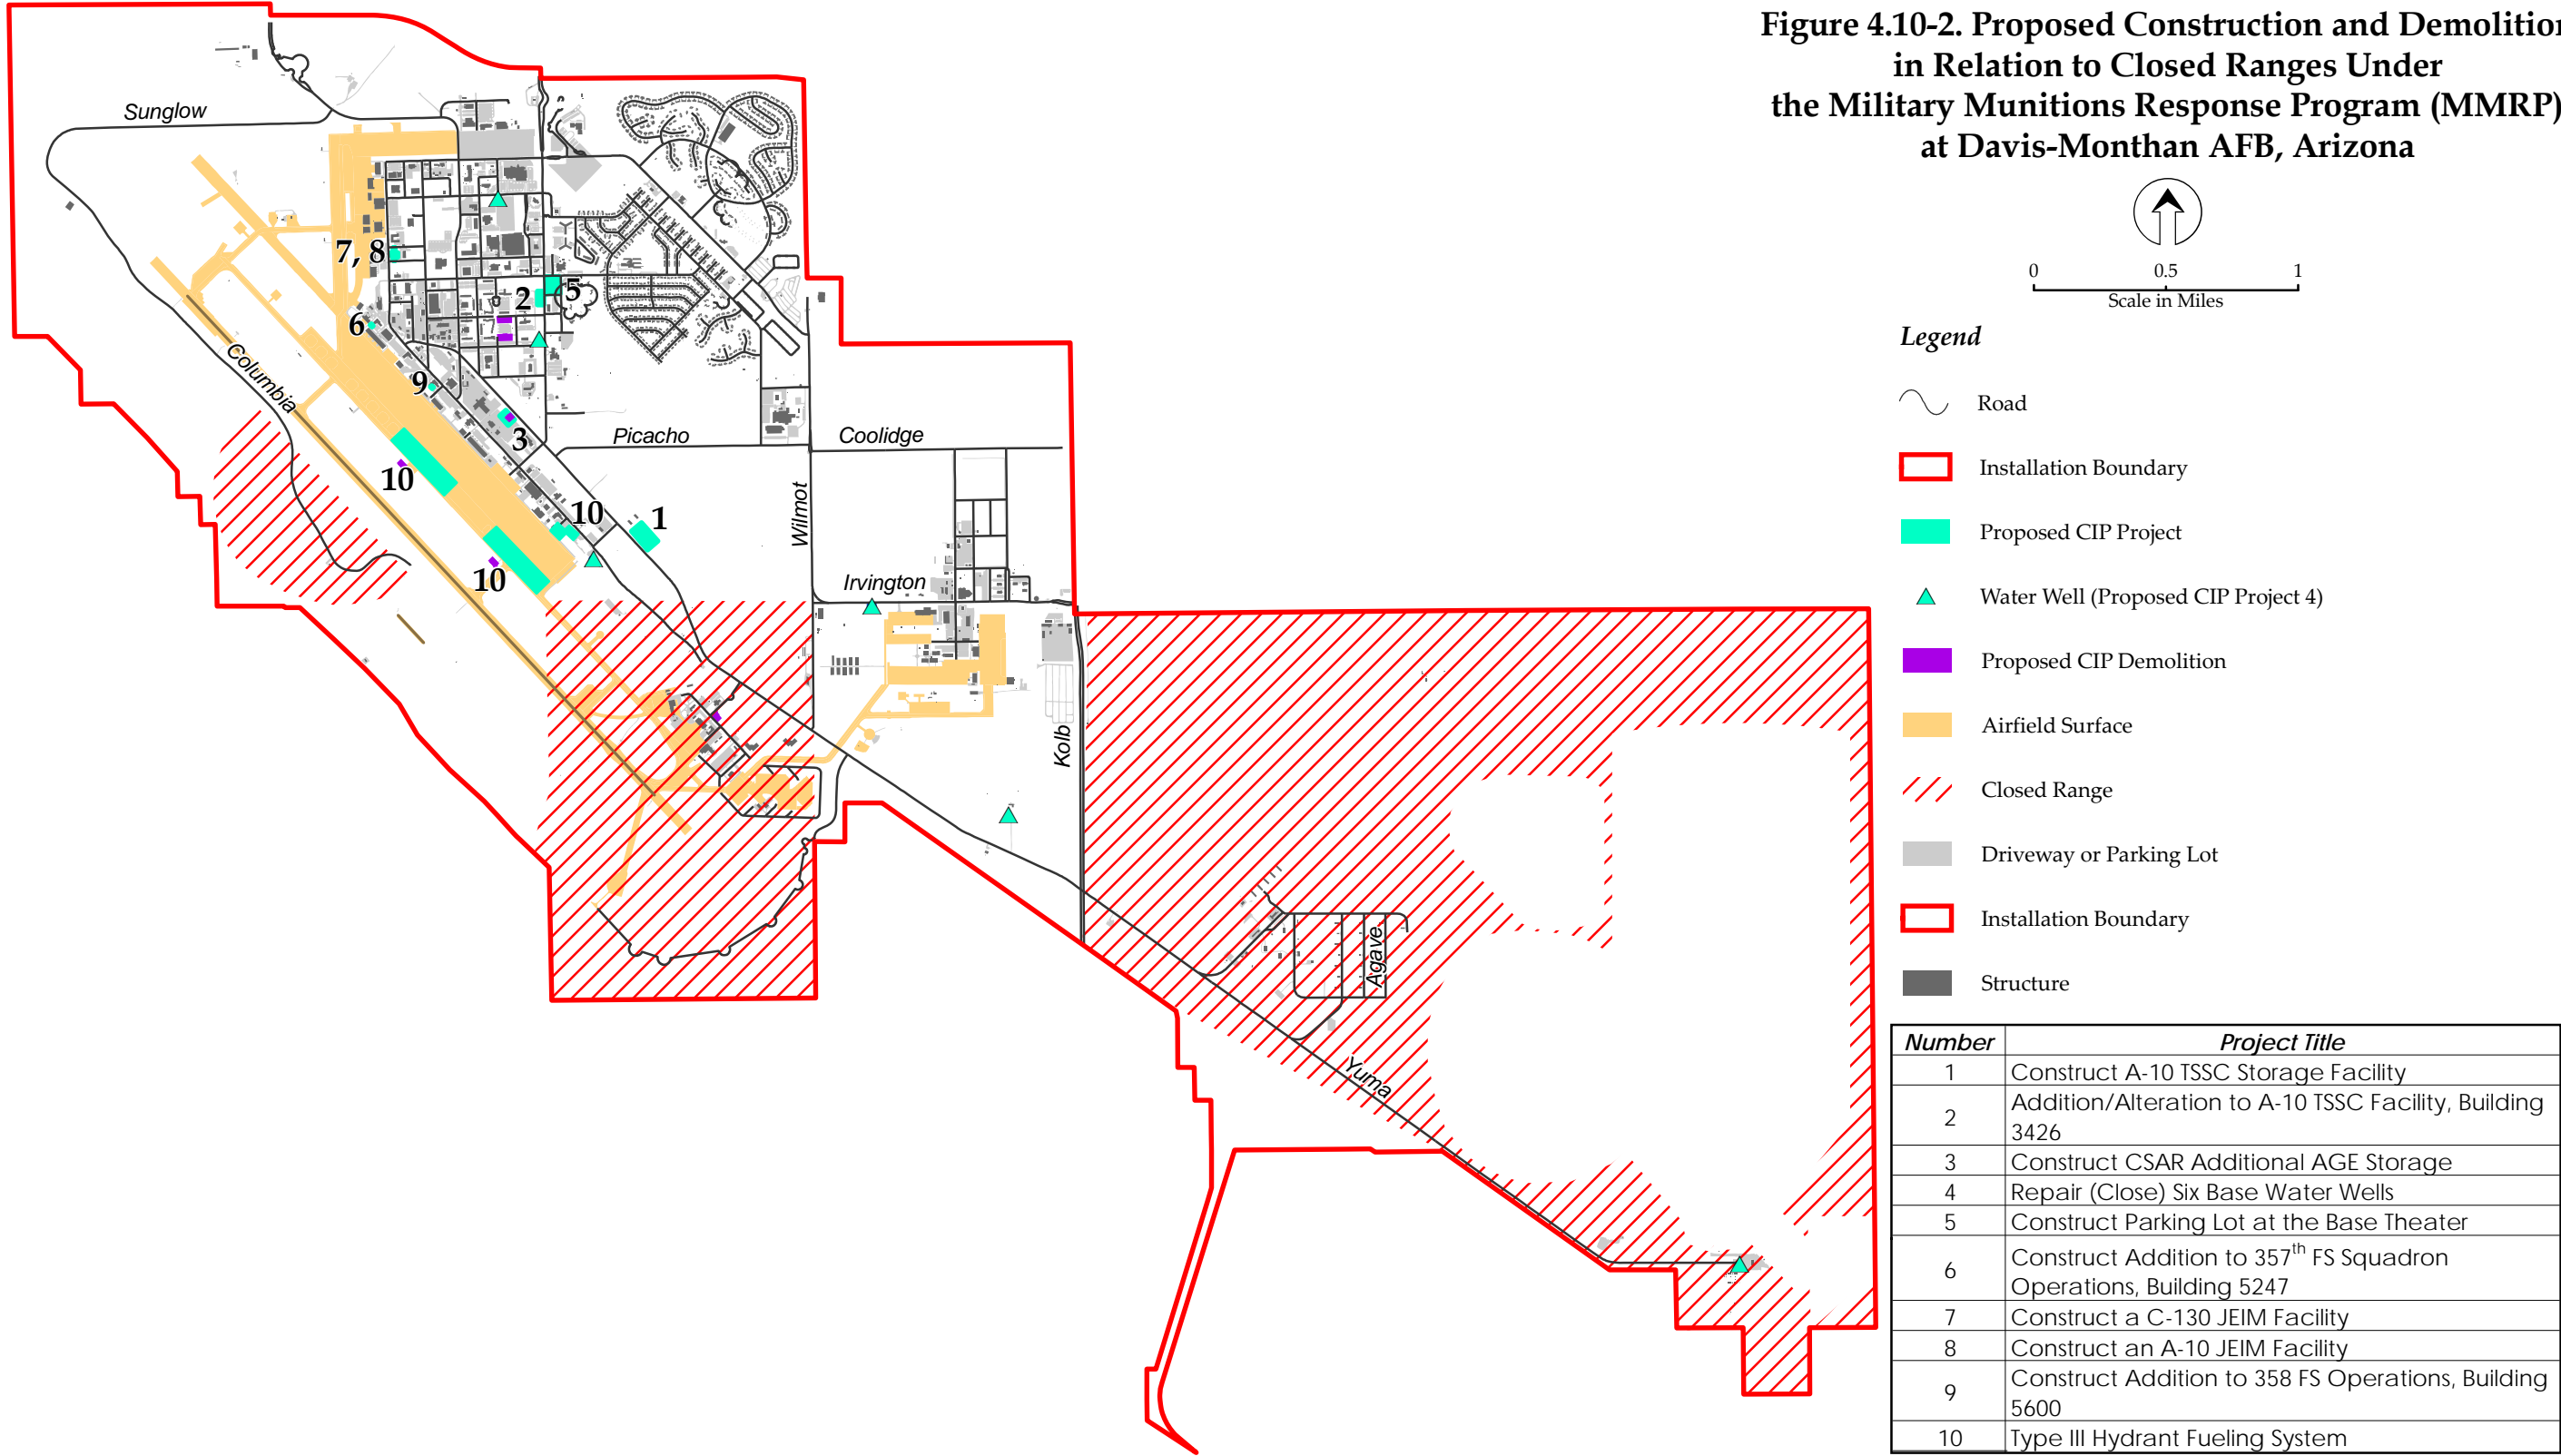 Figure 4.10-2. Proposed Construction and Demolition
in Relation to Closed Ranges Under
the Military Munitions Response Program (MMRP)
at Davis-Monthan AFB, Arizona
0 0.5 1
Scale in Miles
Legend
Road
Installation Boundary
Proposed CIP Project
Water Well (Proposed CIP Project 4)
Proposed CIP Demolition
Airfield Surface
Closed Range
Driveway or Parking Lot
Installation Boundary
Structure
Number Project Title
1 Construct A-10 TSSC Storage Facility
2 Addition/Alteration to A-10 TSSC Facility, Building
3426
3 Construct CSAR Additional AGE Storage
4 Repair (Close) Six Base Water Wells
5 Construct Parking Lot at the Base Theater
6 Construct Addition to 357th FS Squadron
Operations, Building 5247
7 Construct a C-130 JEIM Facility
8 Construct an A-10 JEIM Facility
9 Construct Addition to 358 FS Operations, Building
5600
10 Type III Hydrant Fueling System
Sunglow
7, 8
2
5
6
Columbia
9
3
Picacho
Coolidge
10
10
1
Wilmot
10
Irvington
Kolb
Agave
Yuma